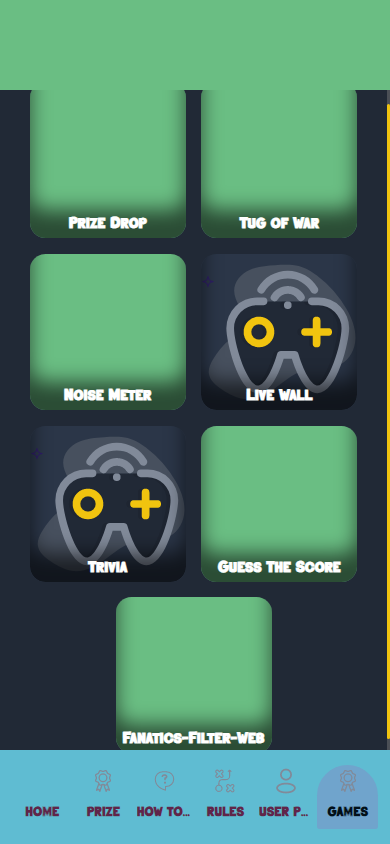 Prize Drop
Tug of War
Noise Meter
Live Wall
Trivia
Guess the Score
Fanatics-Filter-Web
HOME
PRIZE
HOW TO...
RULES
USER P...
GAMES